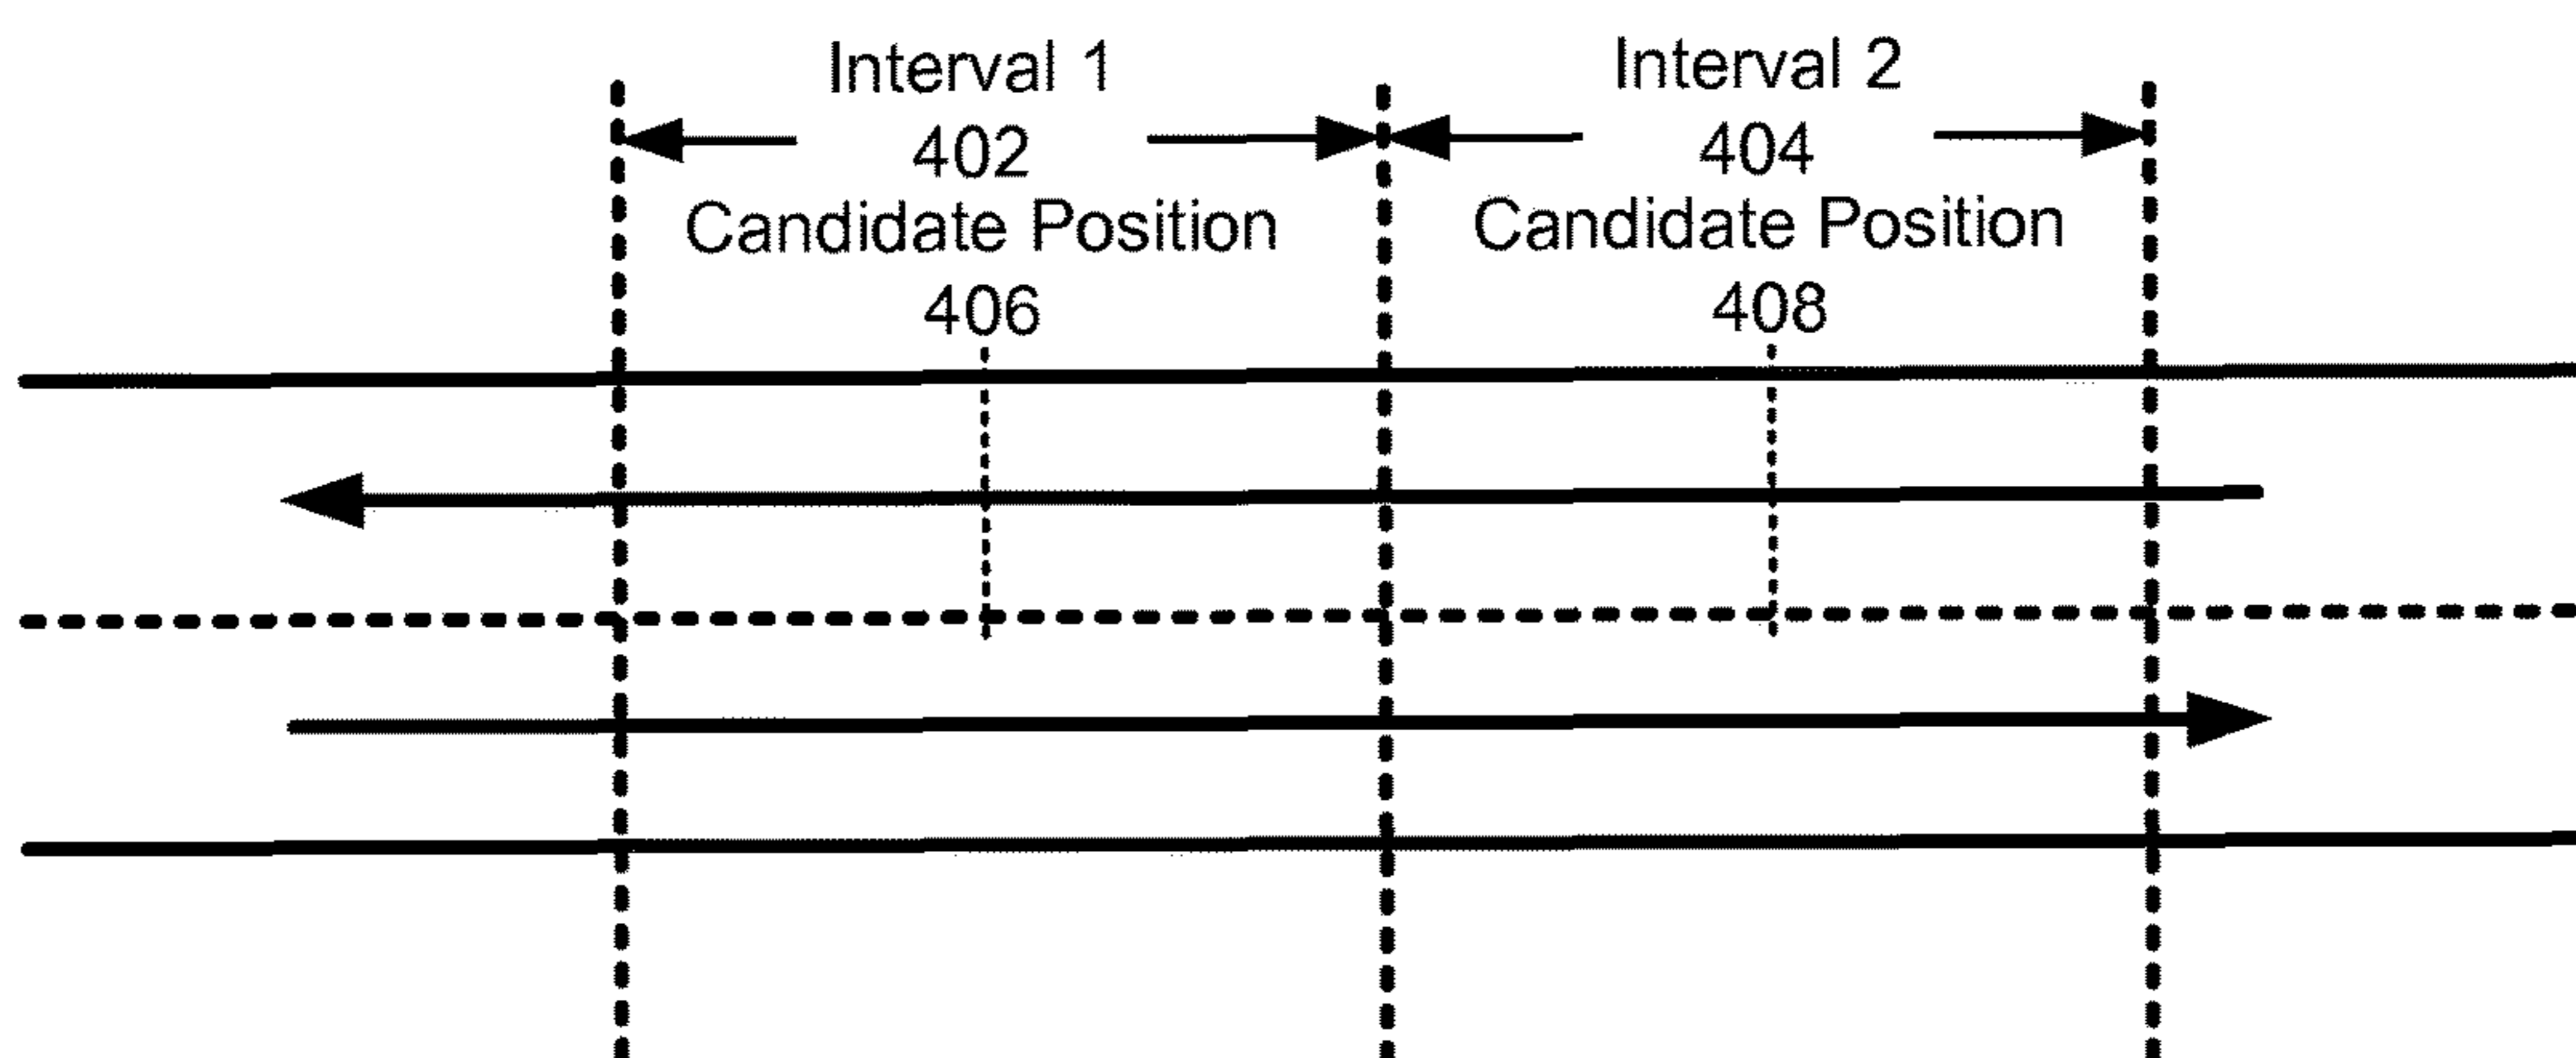 Interval 1
402
Candidate Position
406
Interval 2
404
Candidate Position
408